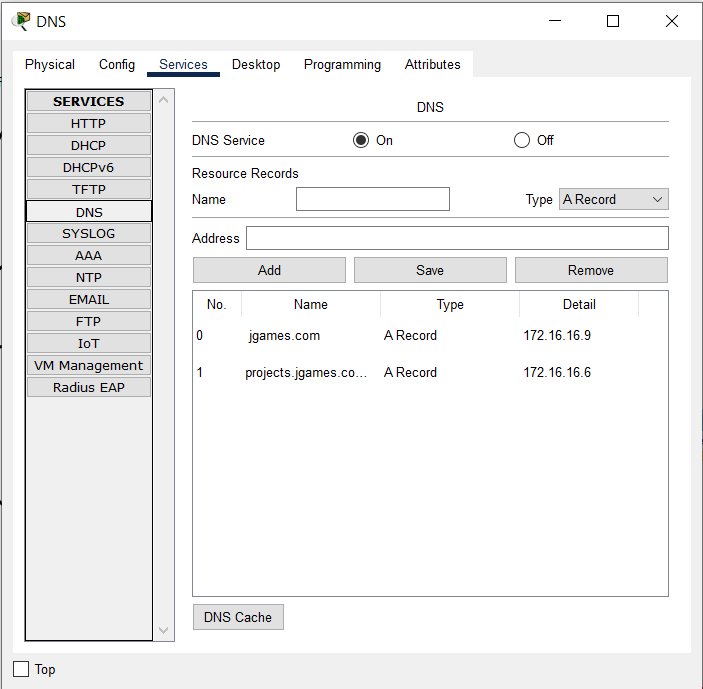 DNS
Physical Config Services Desktop Programming Attributes
SERVICES
HTTP
DHCP
DHCPv6
TFTP
DNS
SYSLOG
AAA
NTP
EMAIL
FTP
IoT
VM Management
Radius EAP
DNS
DNS Service On Off
Resource Records
Name Type A Record
Address
Add Save Remove
No. Name Type Detail
0 jgames.com A Record 172.16.16.9
1 projects.jgames.co... A Record 172.16.16.6
DNS Cache
Top